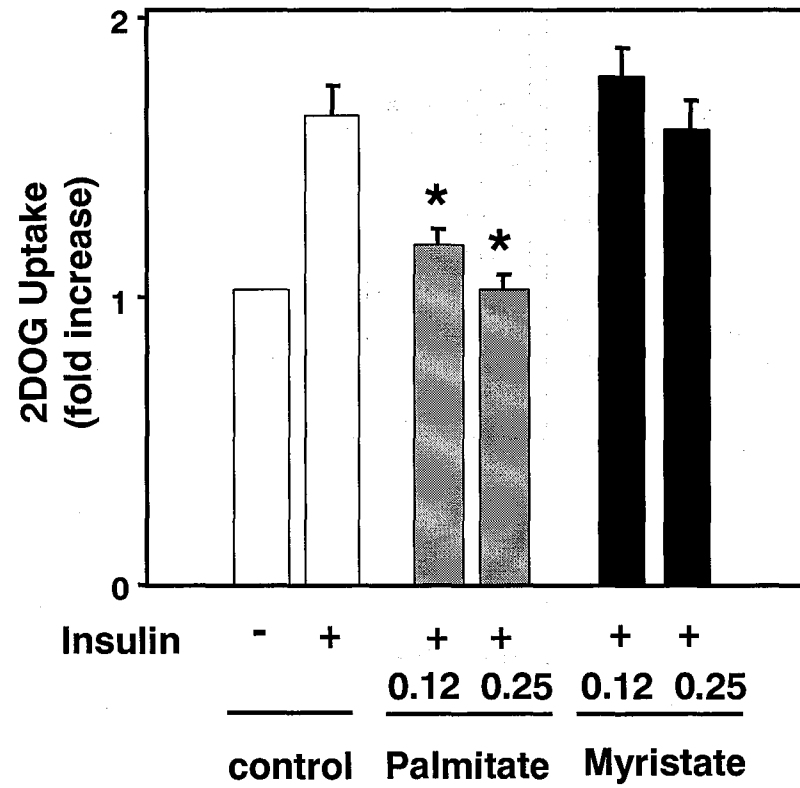 2DOG Uptake
(fold increase)
2
1
0
* *
Insulin - + + + + +
0.12 0.25 0.12 0.25
control Palmitate Myristate